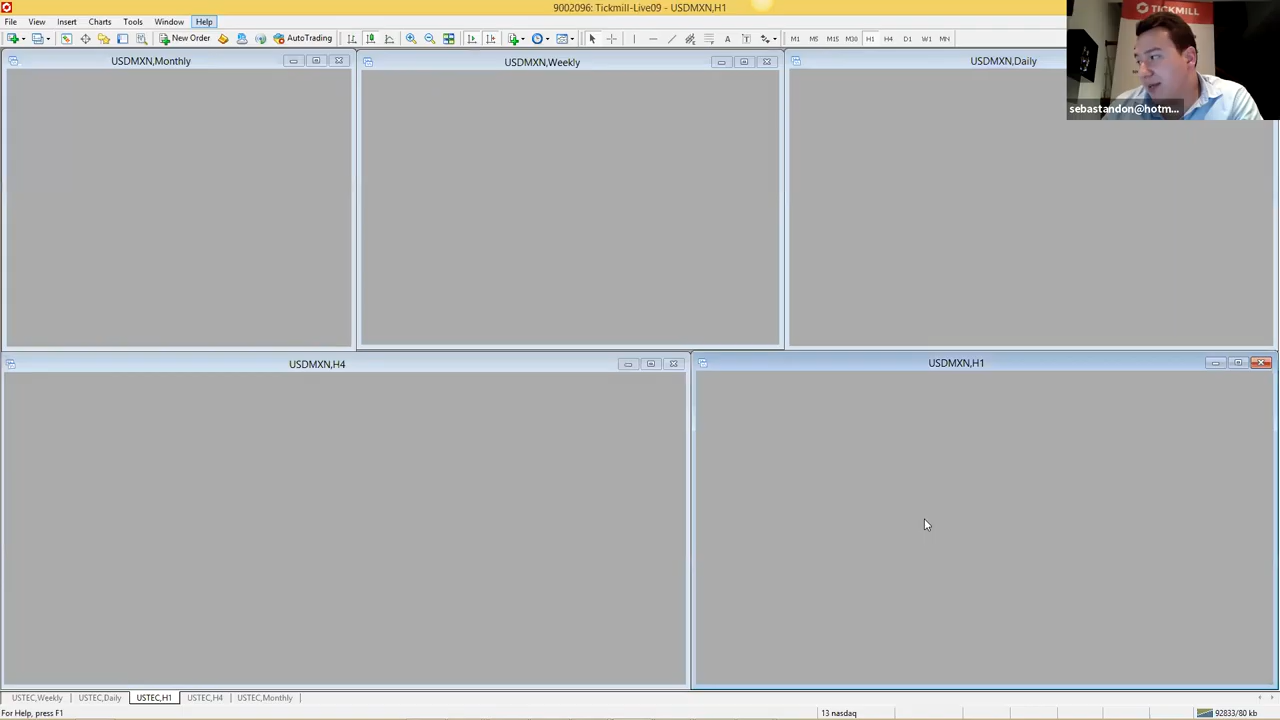 9002096: Tickmill-Live09 - USDMXN,H1
File View Insert Charts Tools Window Help
New Order AutoTrading A T M1 M5 M15 M30 H1 H4 D1 W1 MN
TICKMILL
sebastandon@hotm...
USDMXN,Monthly
USDMXN,Weekly
USDMXN,Daily
USDMXN,H4
USDMXN,H1
USTEC,Weekly USTEC,Daily USTEC,H1 USTEC,H4 USTEC,Monthly
For Help, press F1
13 nasdaq
92833/80 kb